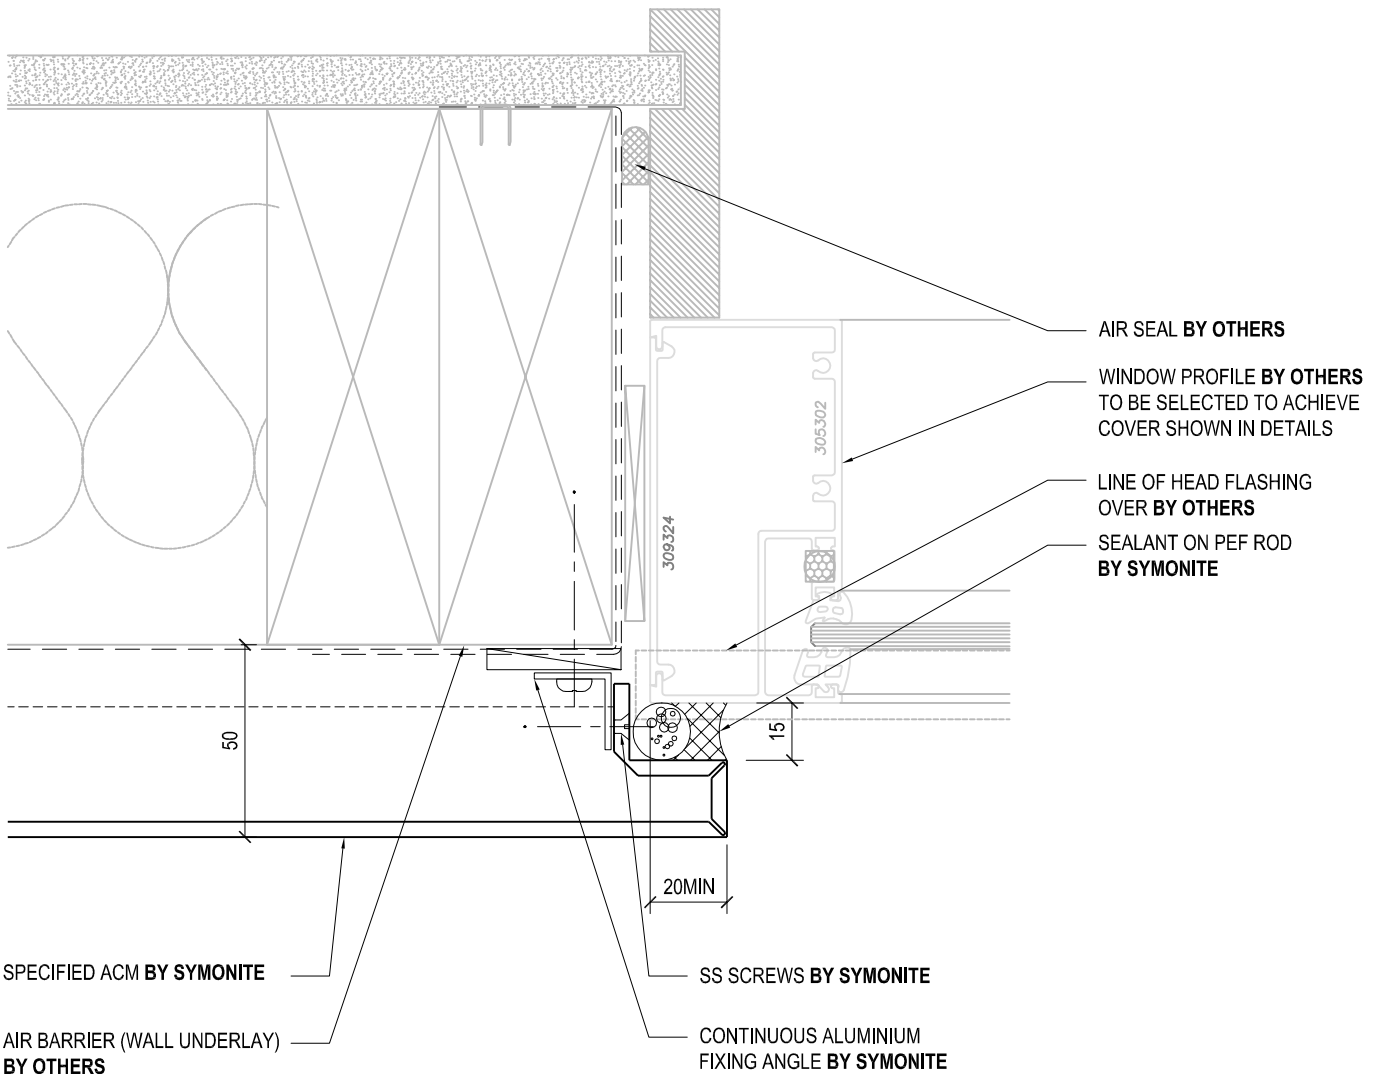 AIR SEAL BY OTHERS
WINDOW PROFILE BY OTHERS
TO BE SELECTED TO ACHIEVE
COVER SHOWN IN DETAILS
305302
LINE OF HEAD FLASHING
OVER BY OTHERS
309324
SEALANT ON PEF ROD
BY SYMONITE
50
15
20MIN
SPECIFIED ACM BY SYMONITE
SS SCREWS BY SYMONITE
AIR BARRIER (WALL UNDERLAY)
BY OTHERS
CONTINUOUS ALUMINIUM
FIXING ANGLE BY SYMONITE